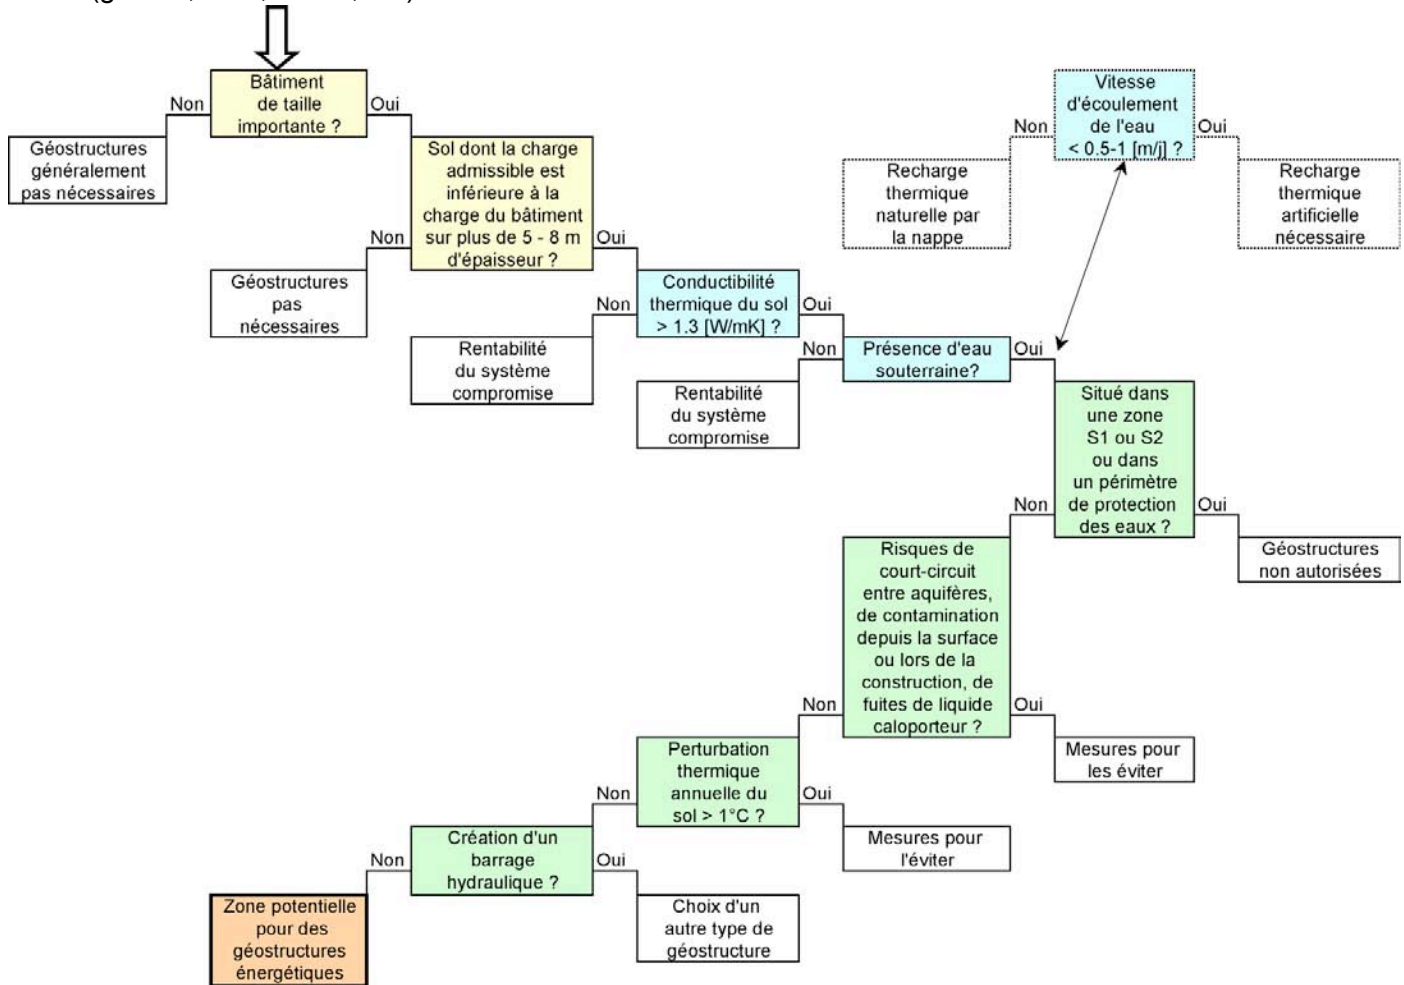 Bâtiment
de taille
importante ?
Non
Oui
Géostructures
généralement
pas nécessaires
Sol dont la charge
admissible est
inférieure à la
charge du bâtiment
sur plus de 5 - 8 m
d'épaisseur ?
Non
Oui
Géostructures
pas
nécessaires
Conductibilité
thermique du sol
> 1.3 [W/mK] ?
Non
Oui
Rentabilité
du système
compromise
Présence d'eau
souterraine?
Non
Oui
Rentabilité
du système
compromise
Vitesse
d'écoulement
de l'eau
< 0.5-1 [m/j] ?
Non
Oui
Recharge
thermique
naturelle par
la nappe
Recharge
thermique
artificielle
nécessaire
Situé dans
une zone
S1 ou S2
ou dans
un périmètre
de protection
des eaux ?
Non
Oui
Géostructures
non autorisées
Risques de
court-circuit
entre aquifères,
de contamination
depuis la surface
ou lors de la
construction, de
fuites de liquide
caloporteur ?
Non
Oui
Mesures pour
les éviter
Perturbation
thermique
annuelle du
sol > 1°C ?
Non
Oui
Mesures pour
l'éviter
Création d'un
barrage
hydraulique ?
Non
Oui
Choix d'un
autre type de
géostructure
Zone potentielle
pour des
géostructures
énergétiques